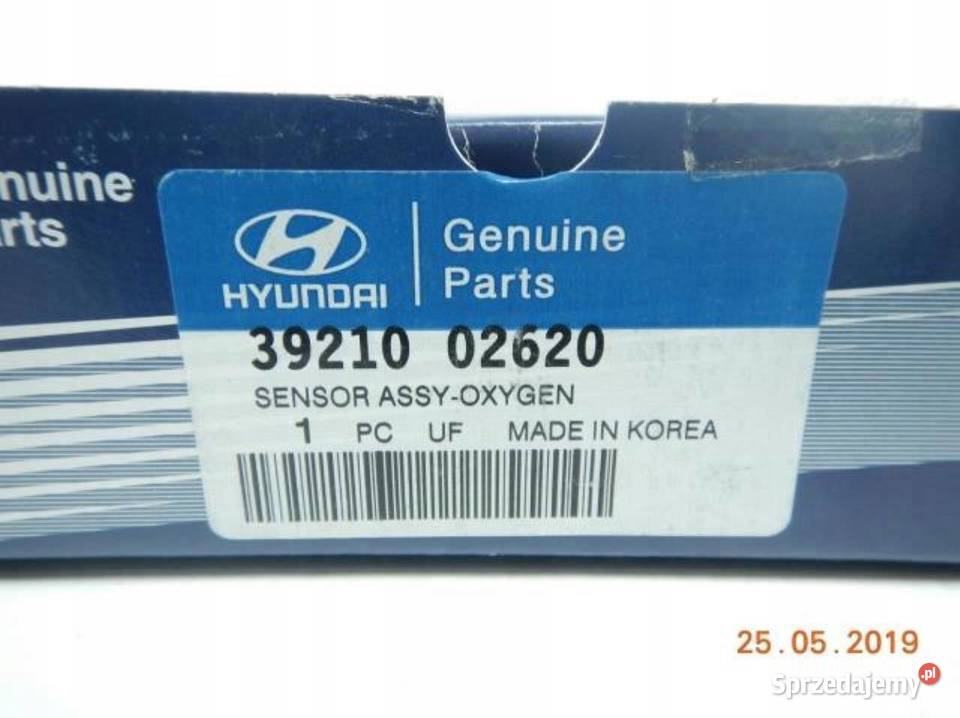 nuine
rts
HYUNDAI
Genuine
Parts
39210 02620
SENSOR ASSY-OXYGEN
1 PC UF MADE IN KOREA
25.05.2019
Sprzedajemy.pl